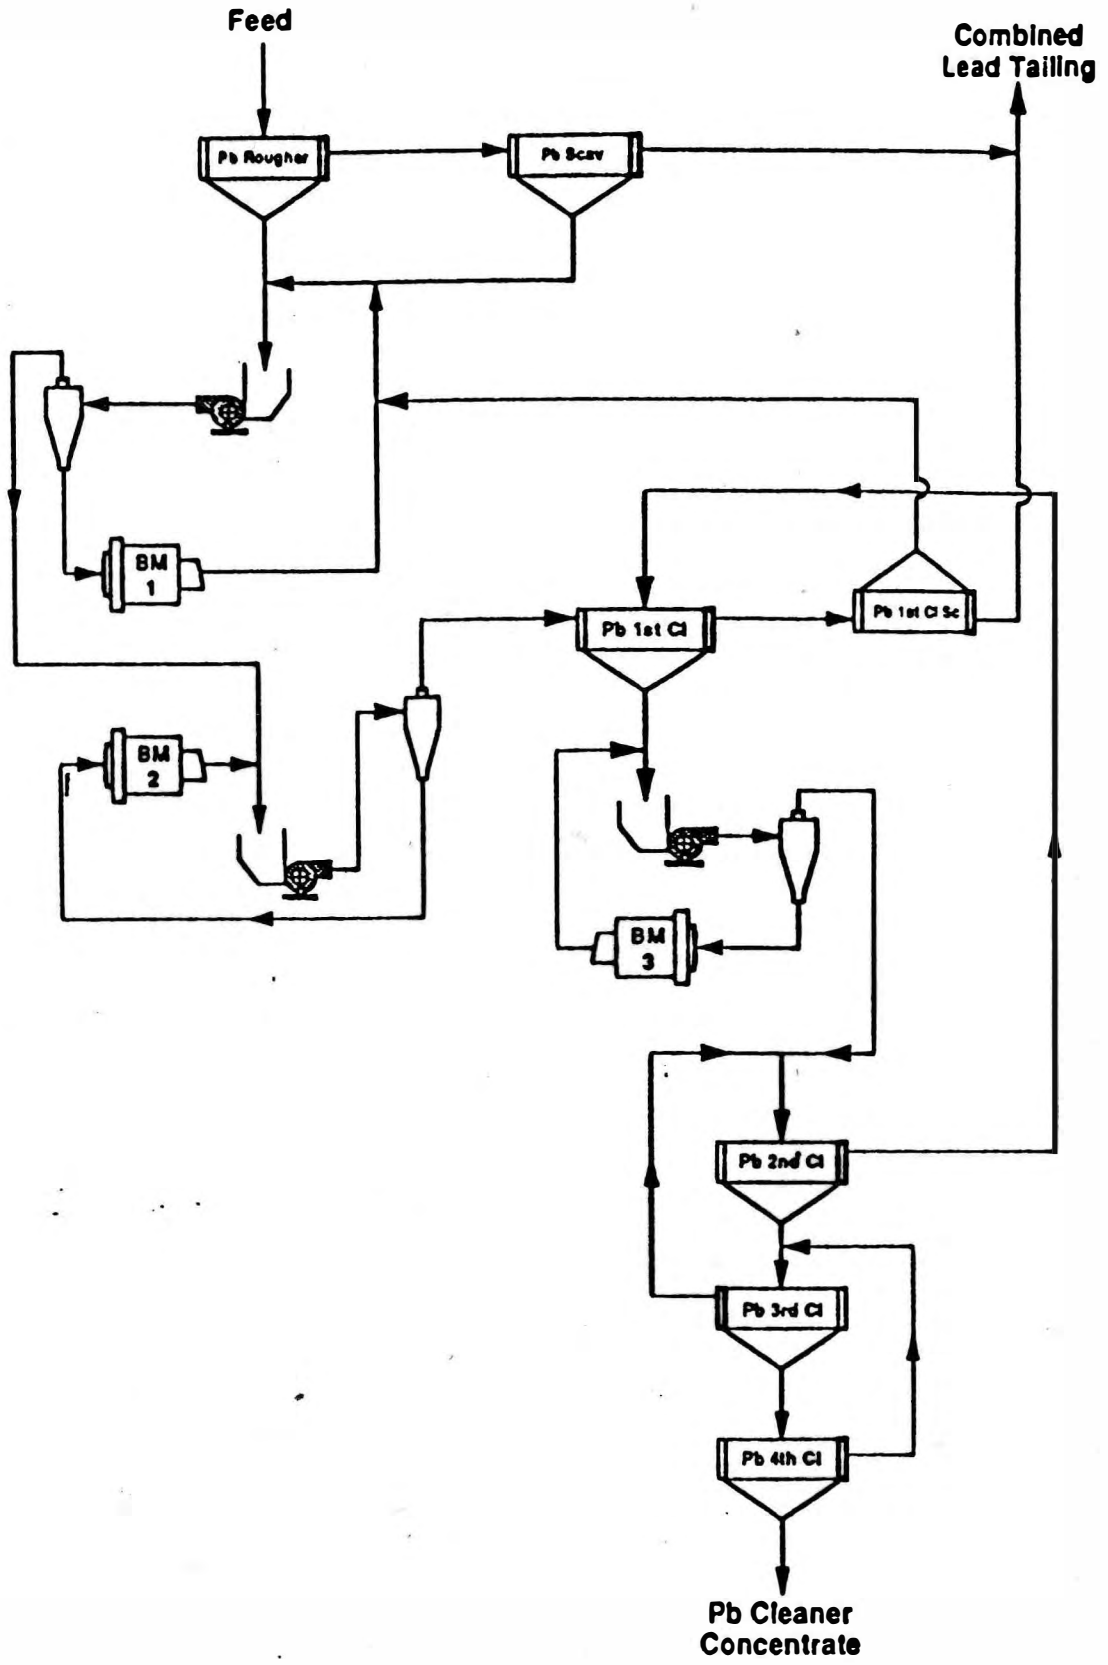 Feed
Combined
Lead Tailing
Pb Rougher
Pb Scav
BM
1
Pb 1st Cl
Pb 1st Cl Sc
BM
2
BM
3
Pb 2nd Cl
Pb 3rd Cl
Pb 4th Cl
Pb Cleaner
Concentrate